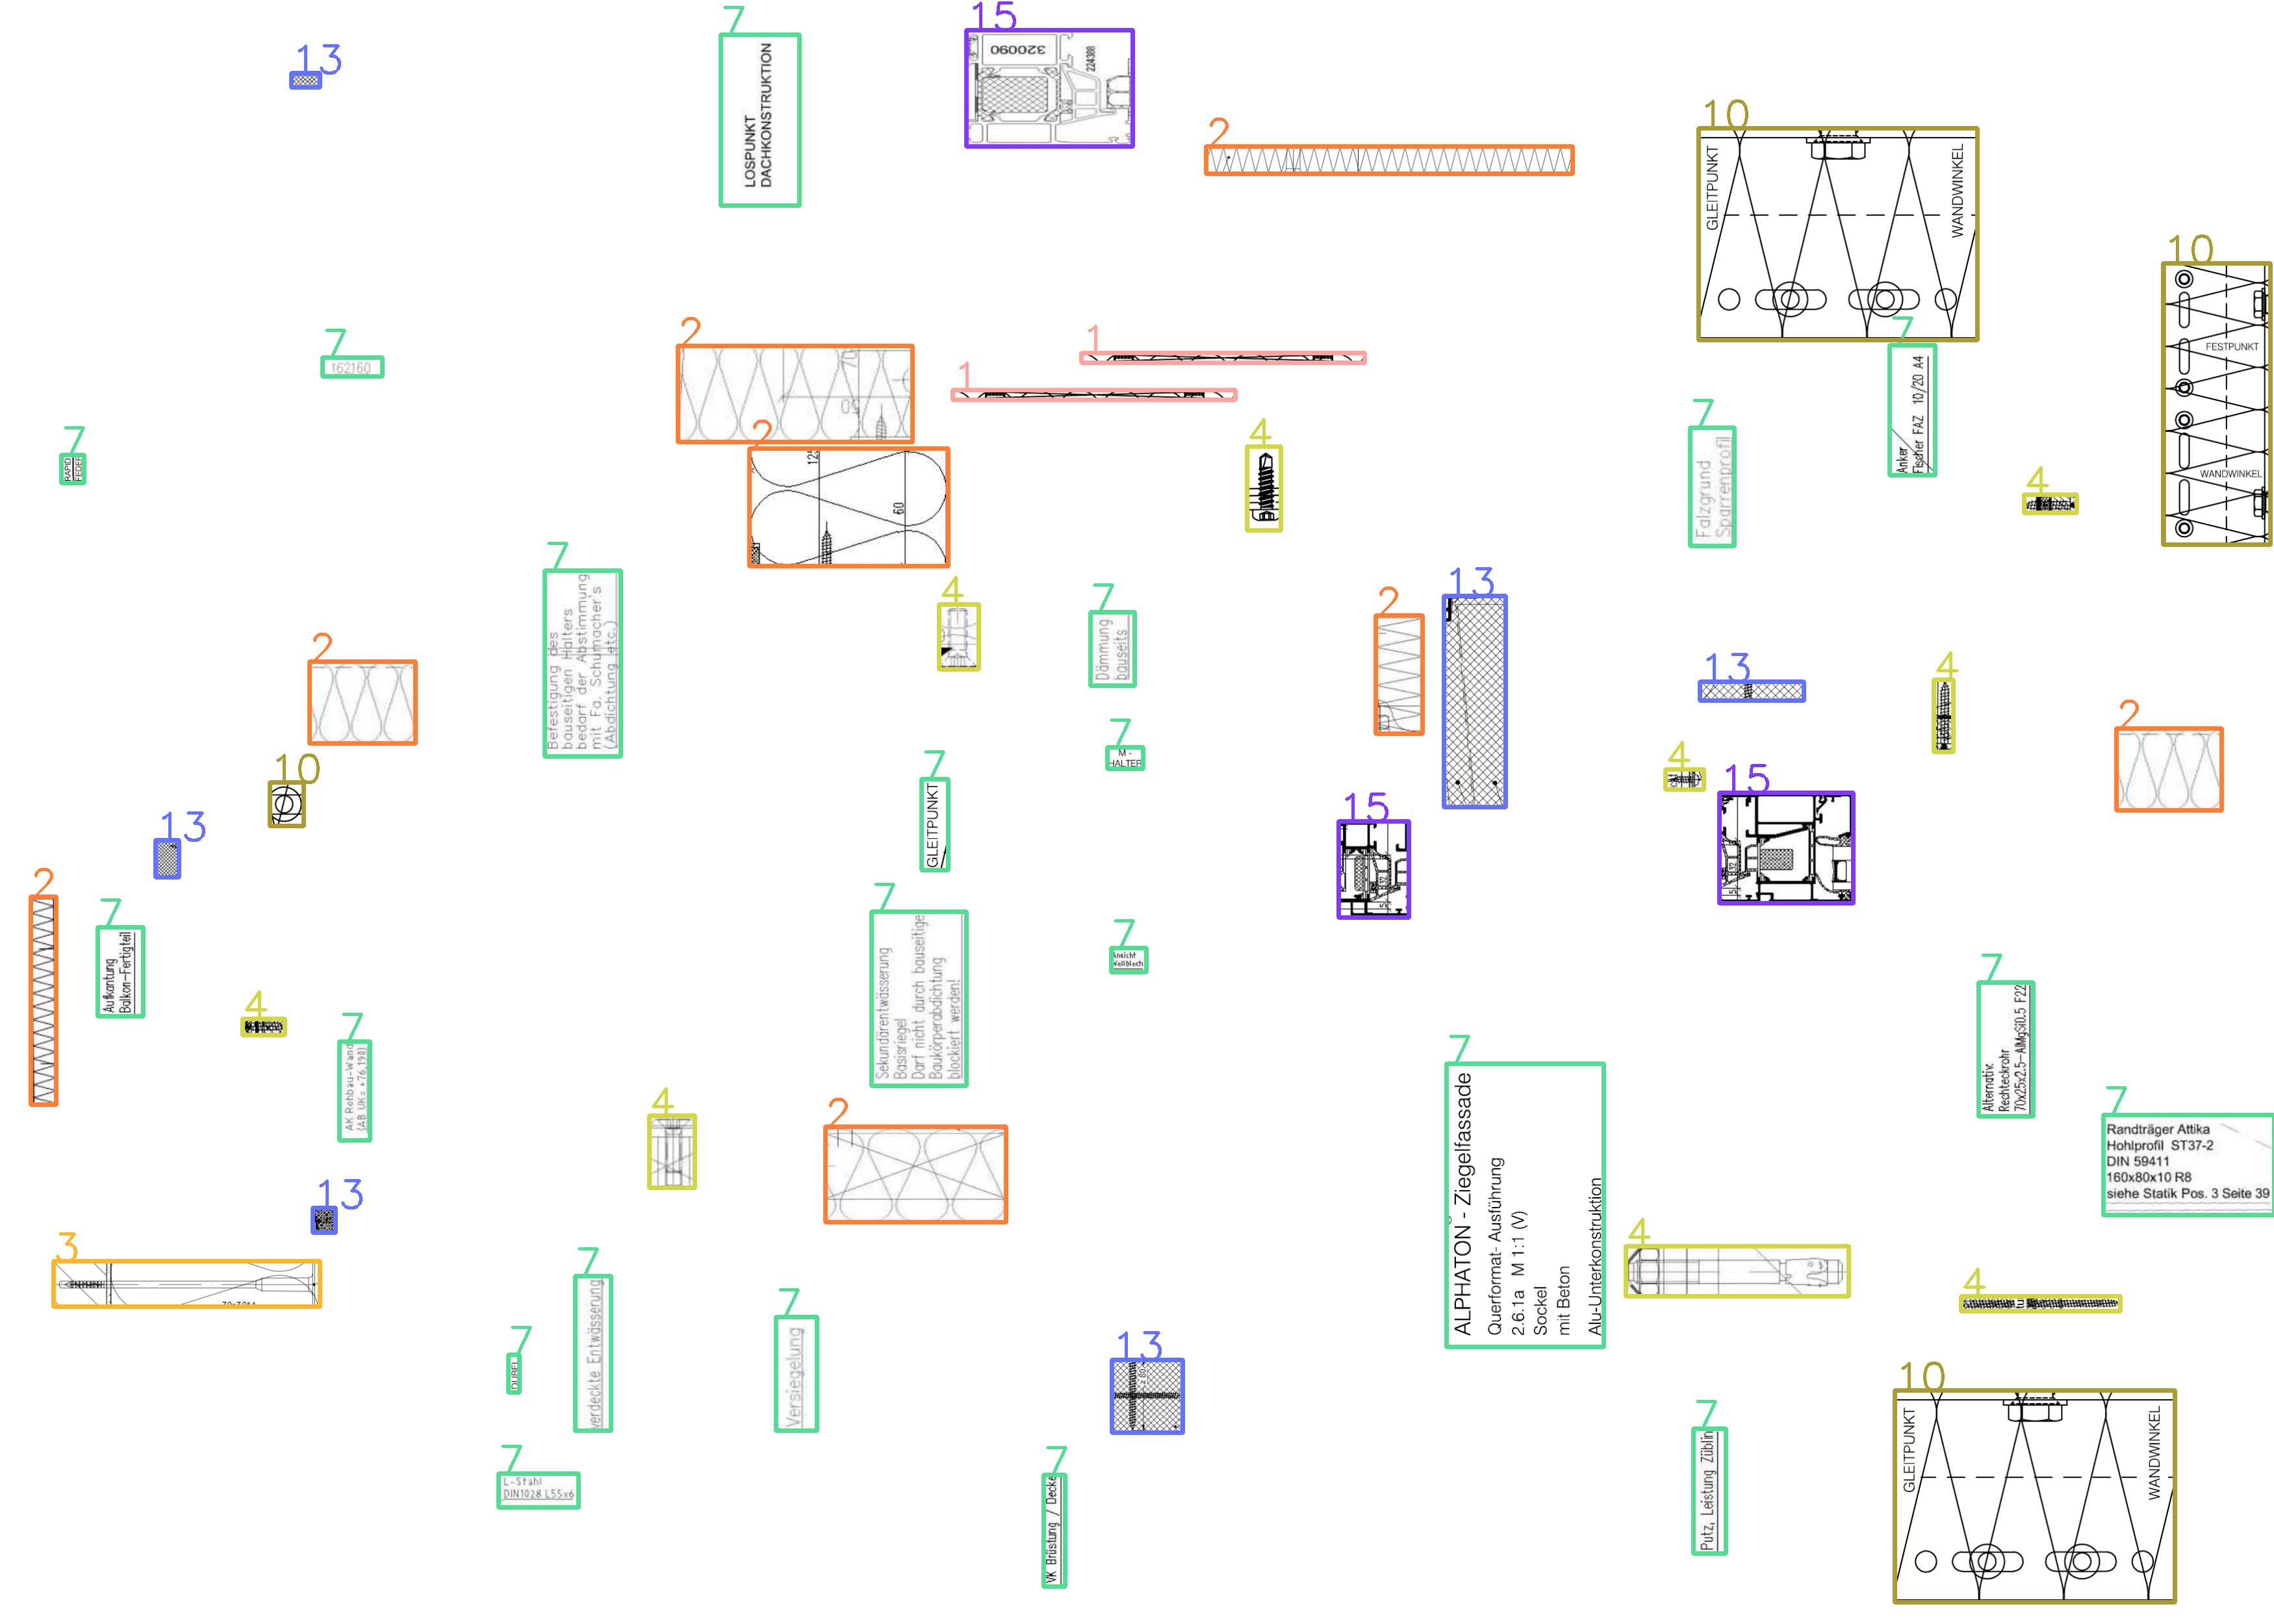 13
7
LOSPUNKT
DACHKONSTRUKTION
15
320090
224388
2
10
GLEITPUNKT
WANDWINKEL
10
FESTPUNKT
WANDWINKEL
7
162160
2
20
1
1
7
Anker
Fischer FAZ 10/20 A4
7
RAPID
FEDER
2
125
60
4
7
Falzgrund
Sparrenprofil
4
7
Befestigung des
bauseitigen Halters
bedarf der Abstimmung
mit Fa. Schumacher's
(Abdichtung etc.)
4
7
Dämmung
bauseits
2
13
2
13
4
2
10
7
M -
HALTER
7
GLEITPUNKT
4
15
15
13
2
7
Aufkantung
Balkon-Fertigteil
7
Sekundärentwässerung
Basisriegel
Darf nicht durch bauseitige
Baukörperabdichtung
blockiert werden!
7
Ansicht
Wellblech
4
7
AK Rohbau-Wand
(AB UK= +76,190)
7
Alternativ:
Rechteckrohr
70x25x2.5-AlMgSi0.5 F22
4
2
7
ALPHATON - Ziegelfassade
Querformat- Ausführung
2.6.1a M 1:1 (V)
Sockel
mit Beton
Alu-Unterkonstruktion
7
Randträger Attika
Hohlprofil ST37-2
DIN 59411
160x80x10 R8
siehe Statik Pos. 3 Seite 39
13
3
7
verdeckte Entwässerung
7
Versiegelung
4
4
7
DÜBEL
13
10
GLEITPUNKT
WANDWINKEL
7
L-Stahl
DIN1028 L55x6
7
VK Brüstung / Decke
7
Putz, Leistung Züblin